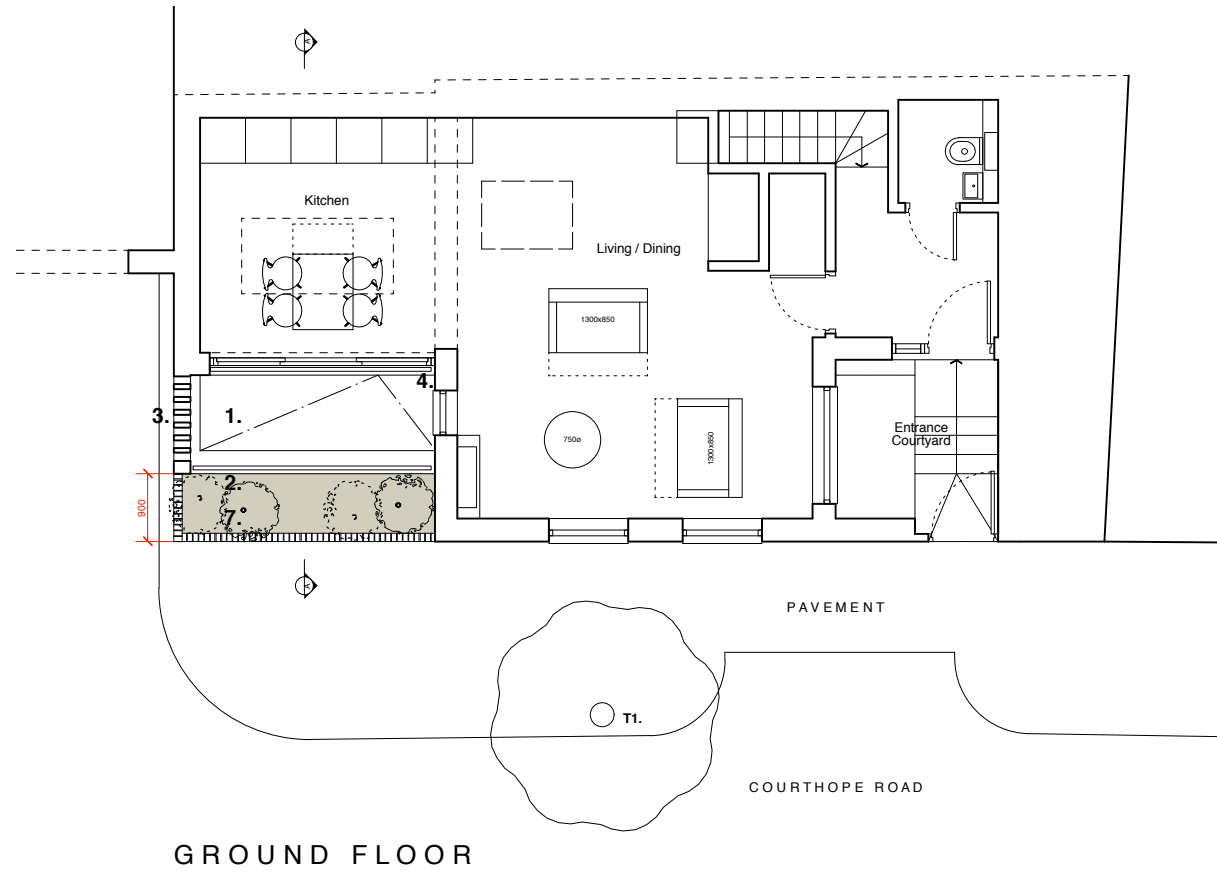 A
Kitchen
Living / Dining
1300x850
4.
3.
1.
750ø
1300x850
Entrance
Courtyard
2.
900
7.
A
PAVEMENT
T1.
COURTHOPE ROAD
GROUND FLOOR